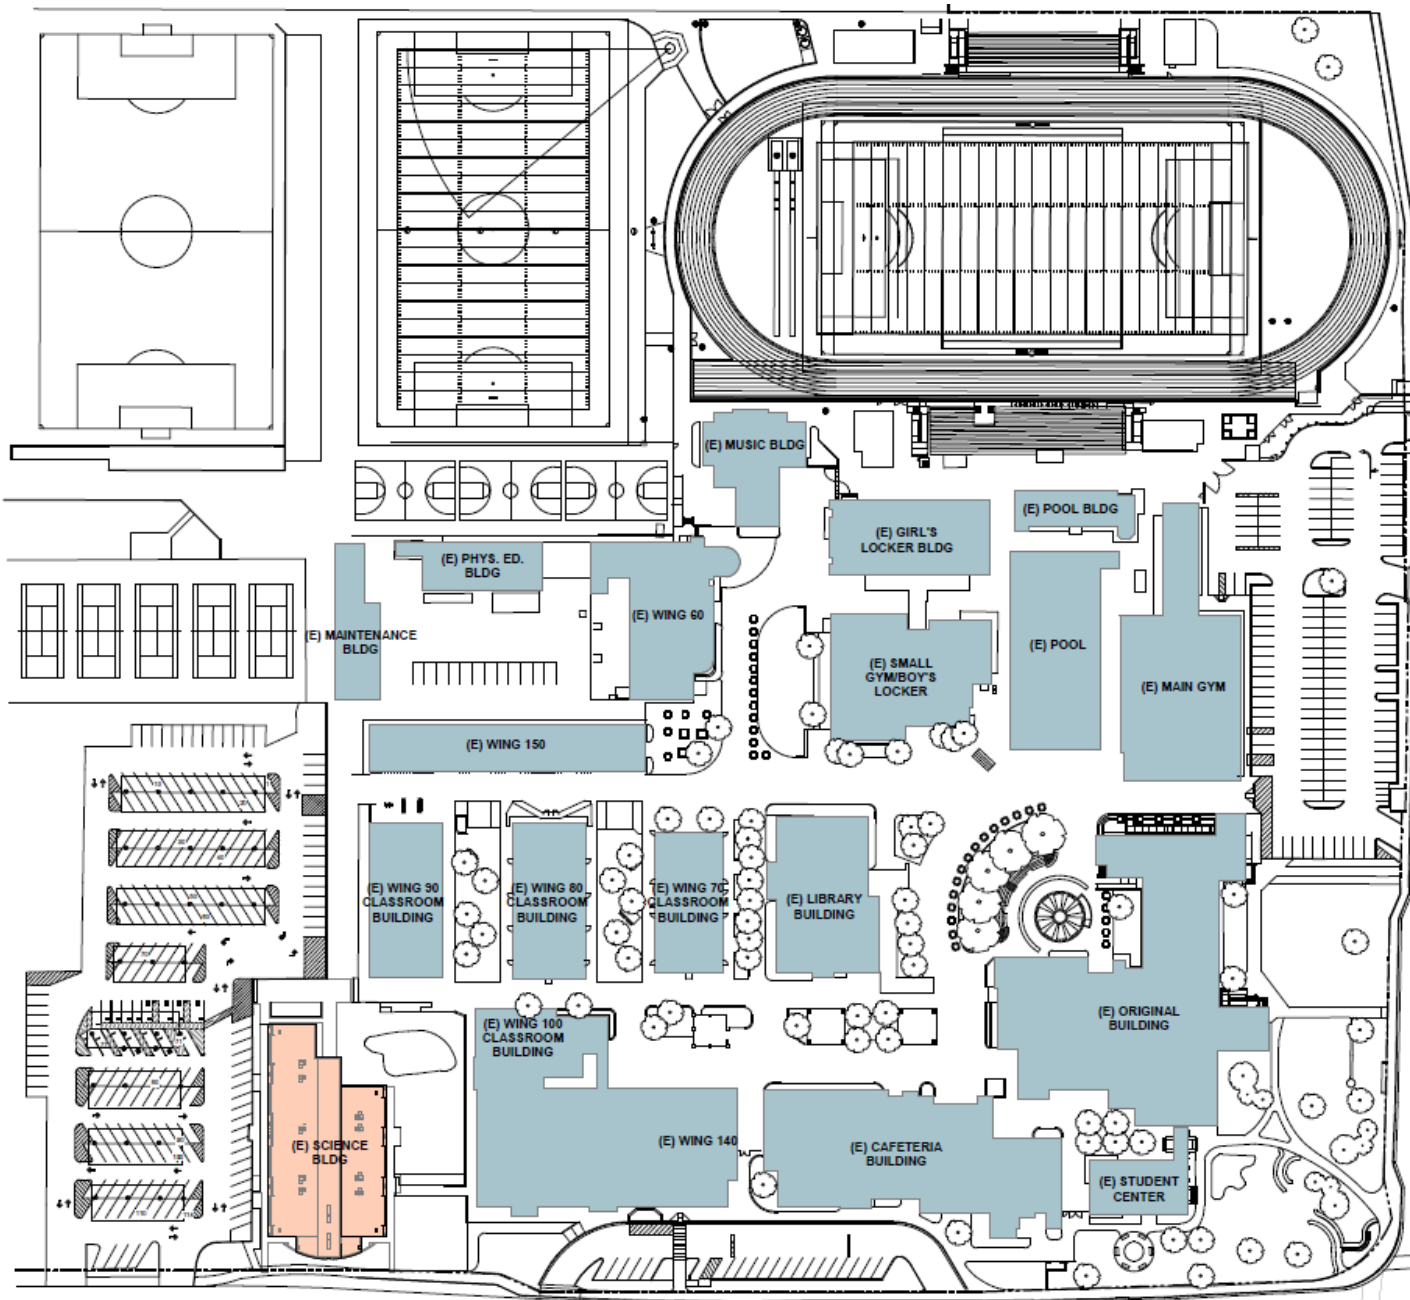 (E) MUSIC BLDG
(E) POOL BLDG
(E) GIRL'S
LOCKER BLDG
(E) PHYS. ED.
BLDG
(E) WING 60
(E) MAINTENANCE
BLDG
(E) POOL
(E) SMALL
GYM/BOY'S
LOCKER
(E) MAIN GYM
(E) WING 150
(E) WING 90
CLASSROOM
BUILDING
(E) WING 80
CLASSROOM
BUILDING
(E) WING 70
CLASSROOM
BUILDING
(E) LIBRARY
BUILDING
(E) WING 100
CLASSROOM
BUILDING
(E) ORIGINAL
BUILDING
(E) SCIENCE
BLDG
(E) WING 140
(E) CAFETERIA
BUILDING
(E) STUDENT
CENTER